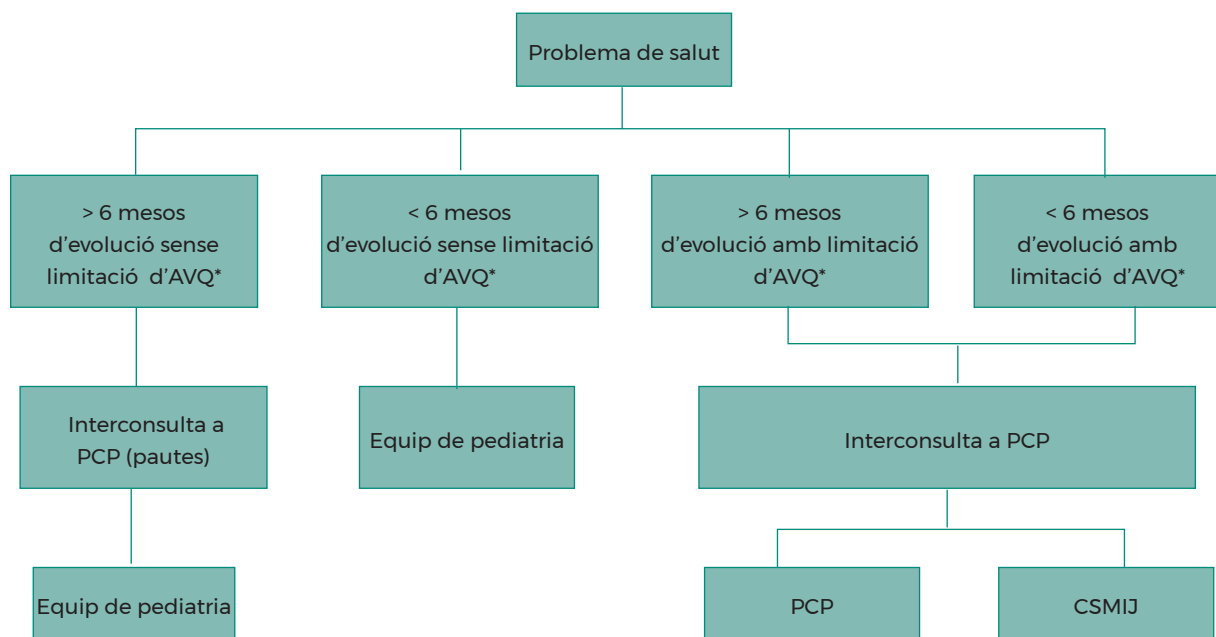 Problema de salut
> 6 mesos
d’evolució sense
limitació d’AVQ*
< 6 mesos
d’evolució sense limitació
d’AVQ*
> 6 mesos
d’evolució amb limitació
d’AVQ*
< 6 mesos
d’evolució amb
limitació d’AVQ*
Interconsulta a
PCP (pautes)
Equip de pediatria
Interconsulta a PCP
Equip de pediatria
PCP
CSMIJ